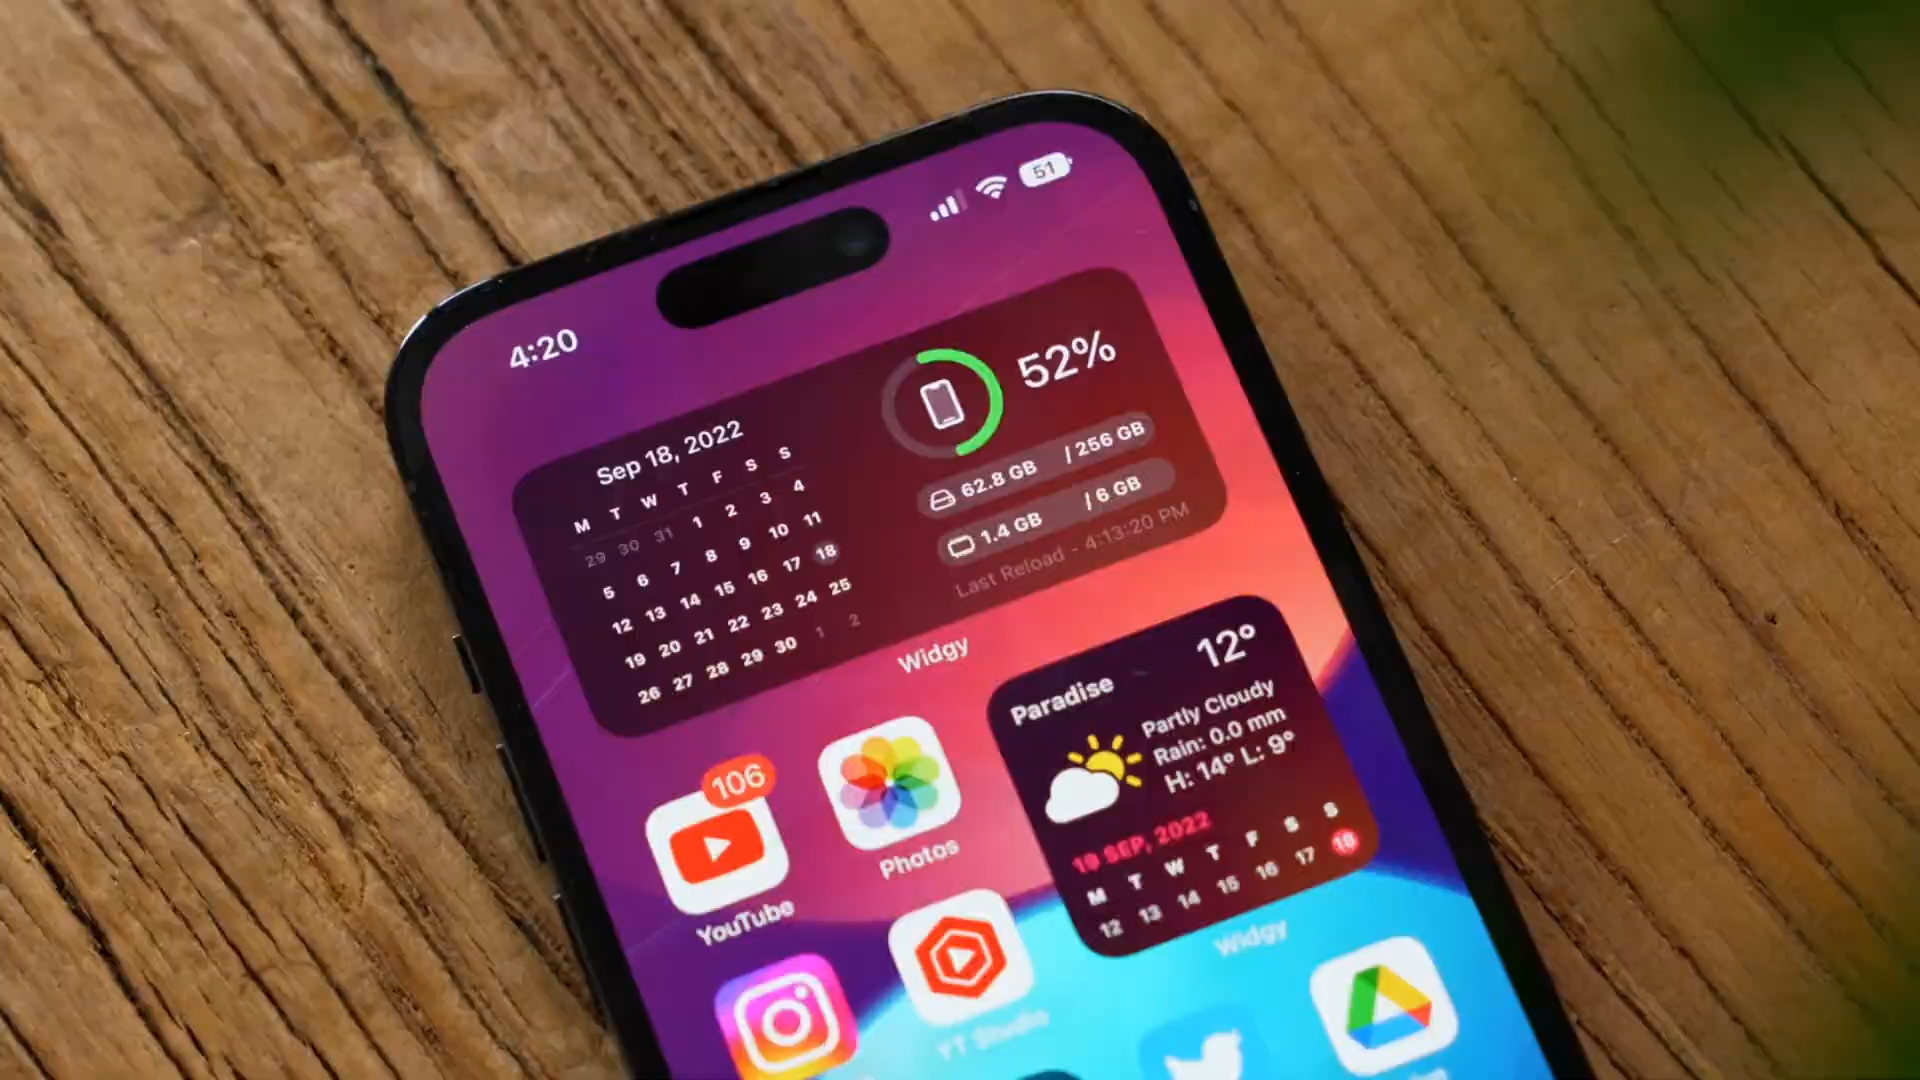 4:20
51
Sep 18, 2022
M T W T F S S
29 30 31 1 2 3 4
5 6 7 8 9 10 11
12 13 14 15 16 17 18
19 20 21 22 23 24 25
26 27 28 29 30 1 2
52%
62.8 GB / 256 GB
1.4 GB / 6 GB
Last Reload - 4:13:20 PM
Widgy
Paradise
12°
Partly Cloudy
Rain: 0.0 mm
H: 14° L: 9°
SEP, 2022
M T W T F S S
12 13 14 15 16 17 18
Widgy
106
YouTube
Photos
YT Studio